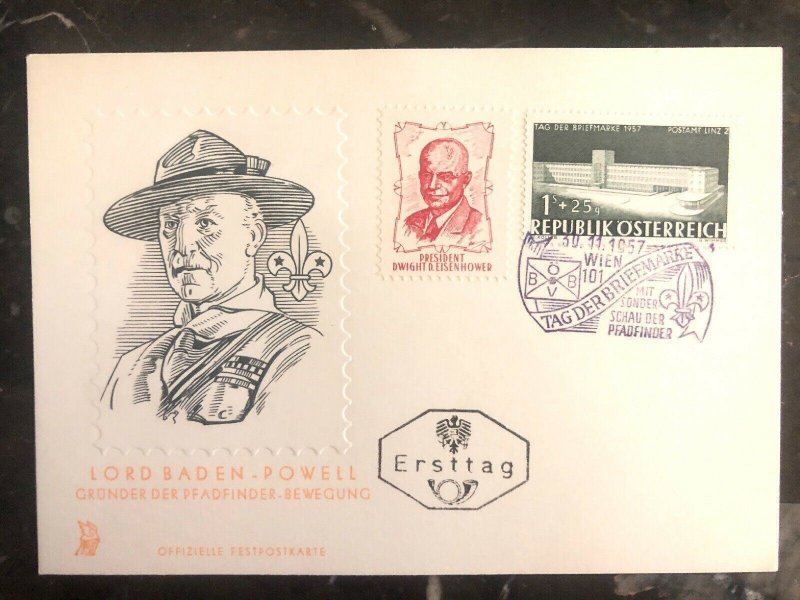 TAG DER BRIEFMARKE 1957 POSTAMT LINZ 2
1S + 25g
REPUBLIK ÖSTERREICH
PRESIDENT
DWIGHT D. EISENHOWER
30.11.1957
WIEN
101
Ö
B V B
TAG DER BRIEFMARKE
MIT
SONDER
SCHAU DER
PFADFINDER
Ersttag
LORD BADEN-POWELL
GRÜNDER DER PFADFINDER-BEWEGUNG
OFFIZIELLE FESTPOSTKARTE